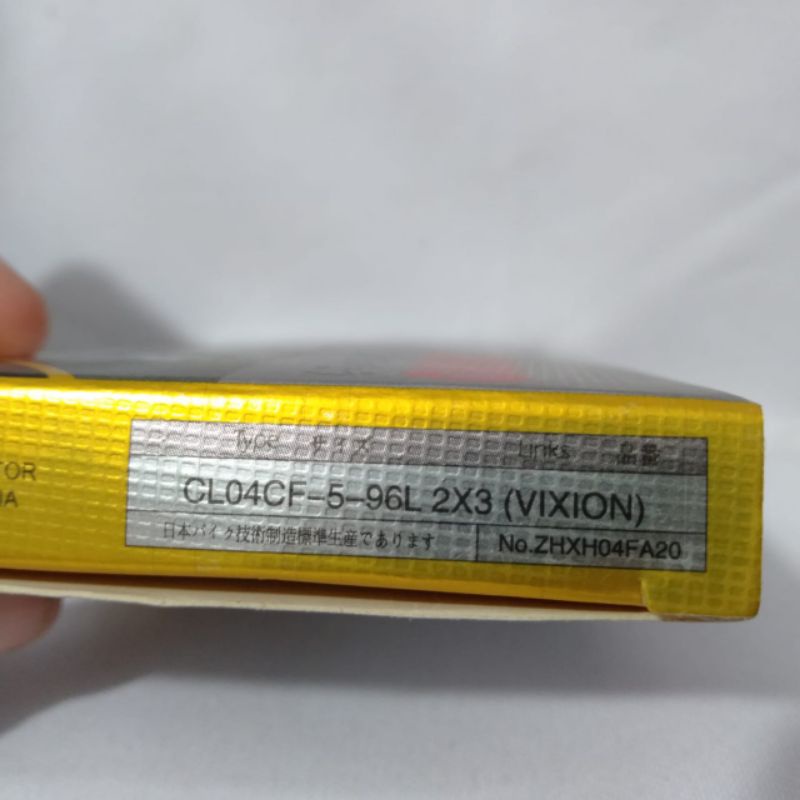 Type サイズ Links 品番
CL04CF-5-96L 2X3 (VIXION)
日本バイク技術制造標準生産であります
No.ZHXH04FA20
TOR
IA